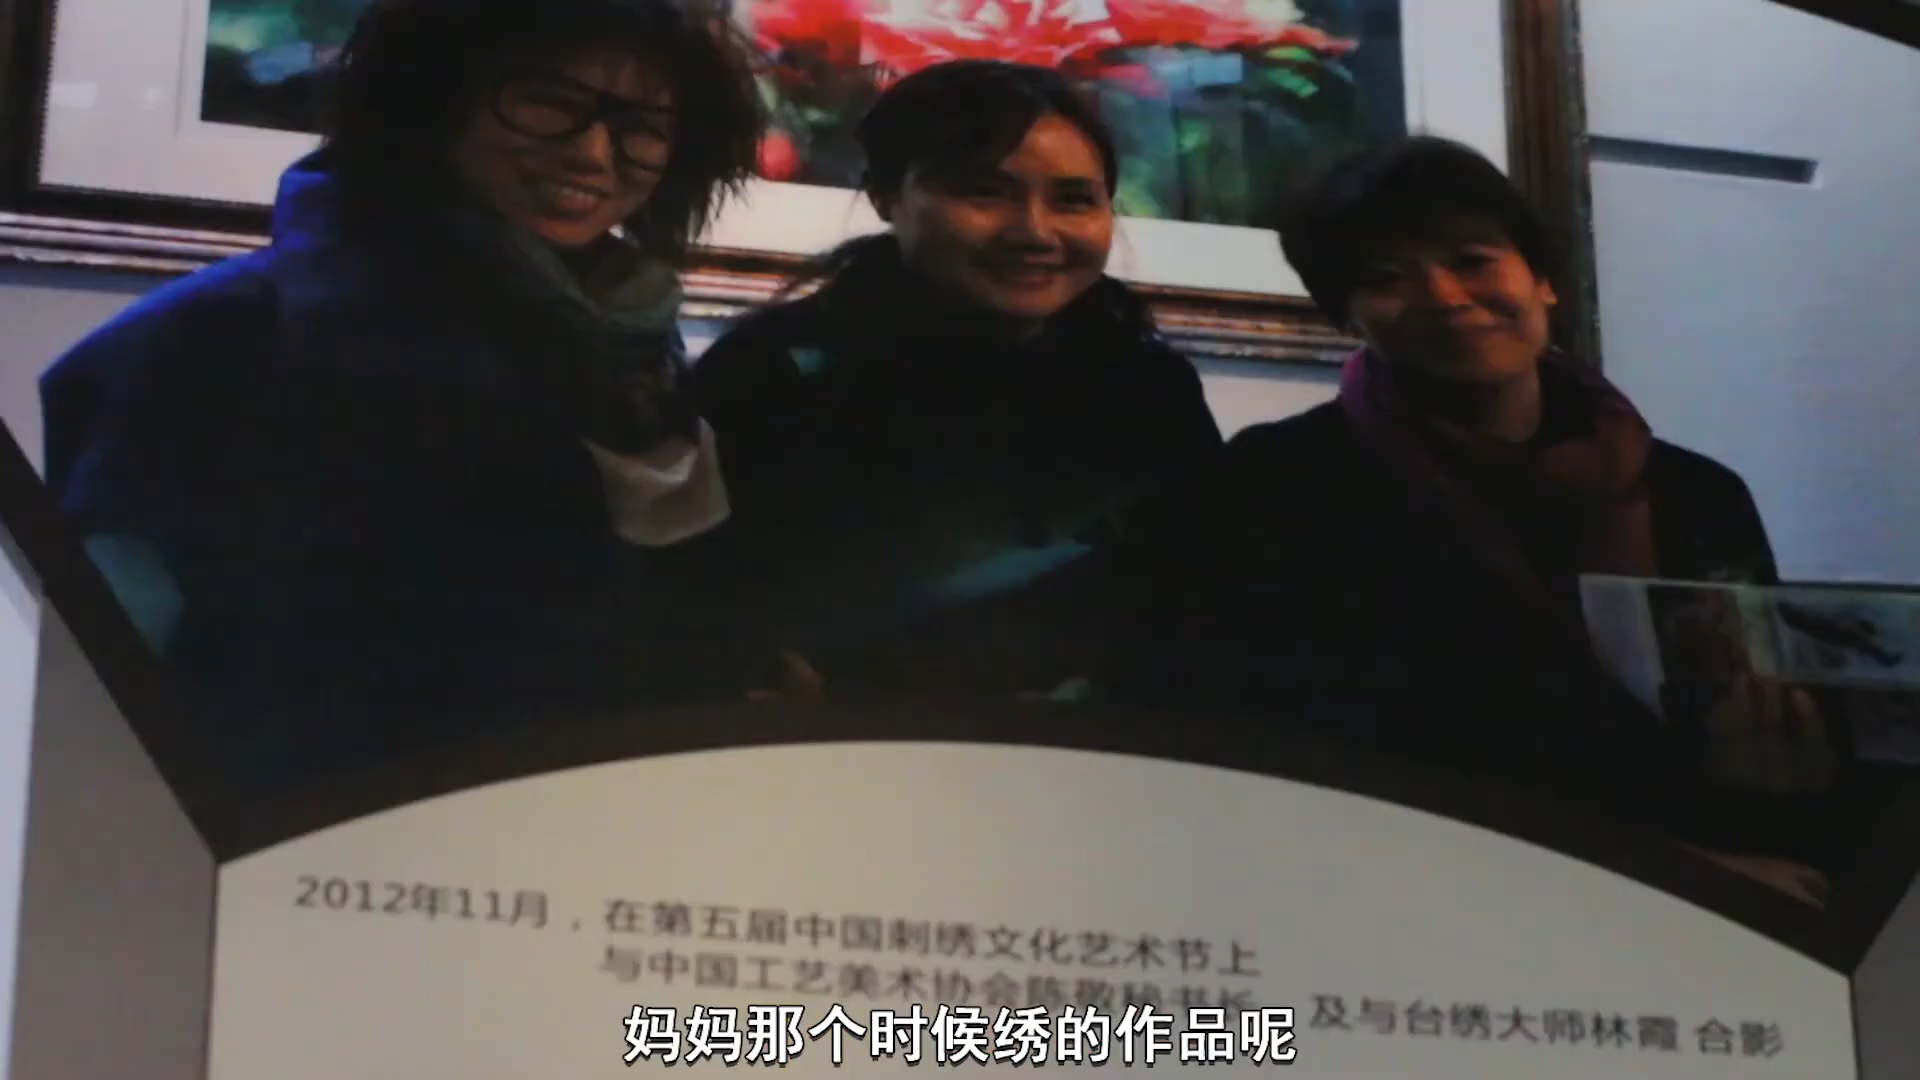 2012年11月，在第五届中国刺绣文化艺术节上
与中国工艺美术协会陈敬秘书长 及与台绣大师林霞 合影
妈妈那个时候绣的作品呢